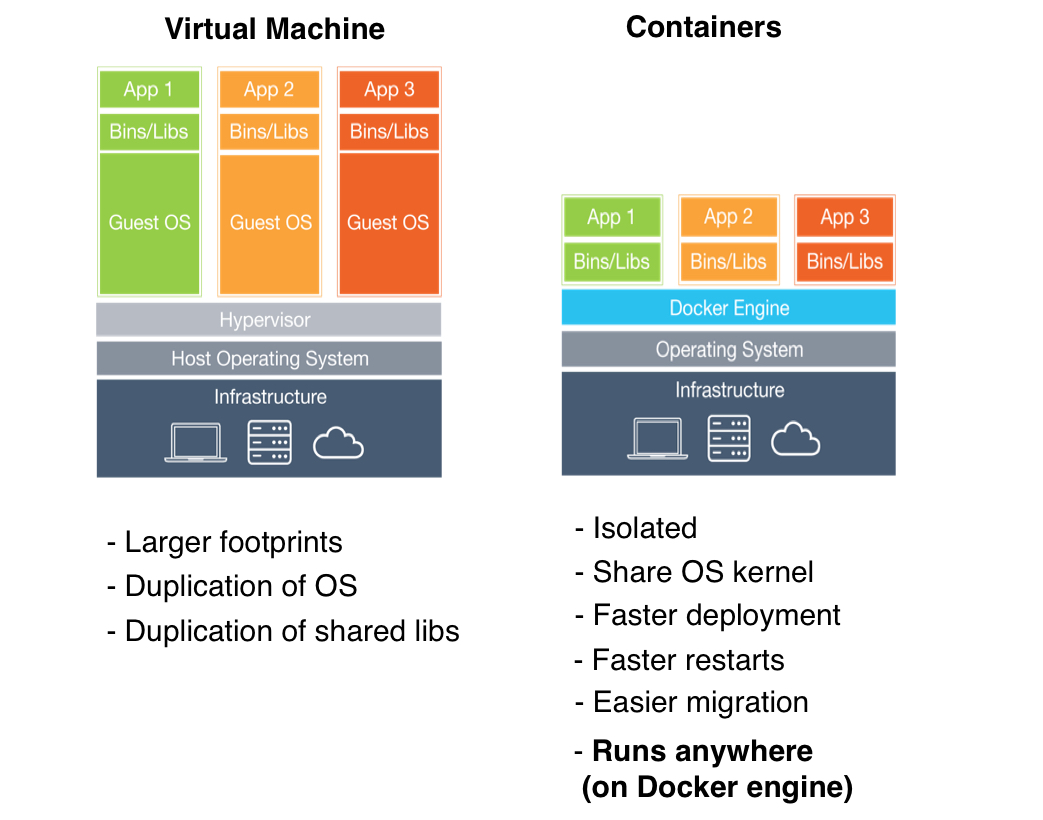 Virtual Machine
App 1
App 2
App 3
Bins/Libs
Bins/Libs
Bins/Libs
Guest OS
Guest OS
Guest OS
Hypervisor
Host Operating System
Infrastructure
- Larger footprints
- Duplication of OS
- Duplication of shared libs
Containers
App 1
App 2
App 3
Bins/Libs
Bins/Libs
Bins/Libs
Docker Engine
Operating System
Infrastructure
- Isolated
- Share OS kernel
- Faster deployment
- Faster restarts
- Easier migration
- Runs anywhere
(on Docker engine)